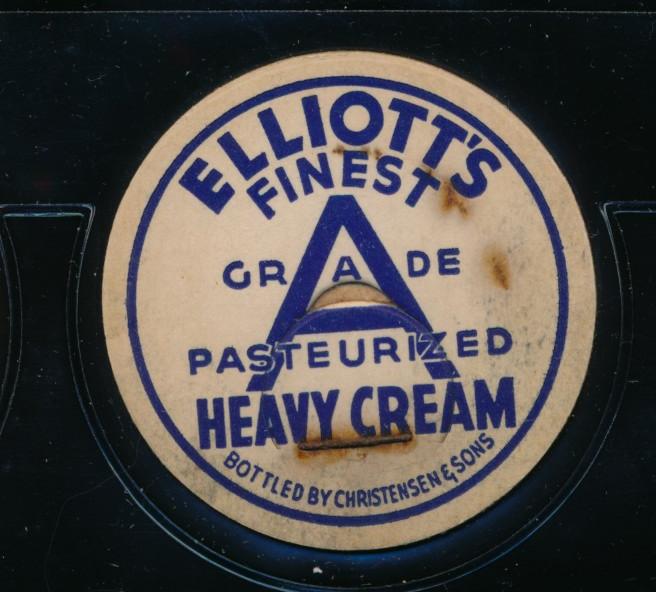 ELLIOTT'S
FINEST
GRADE
A
PASTEURIZED
HEAVY CREAM
BOTTLED BY CHRISTENSEN & SONS